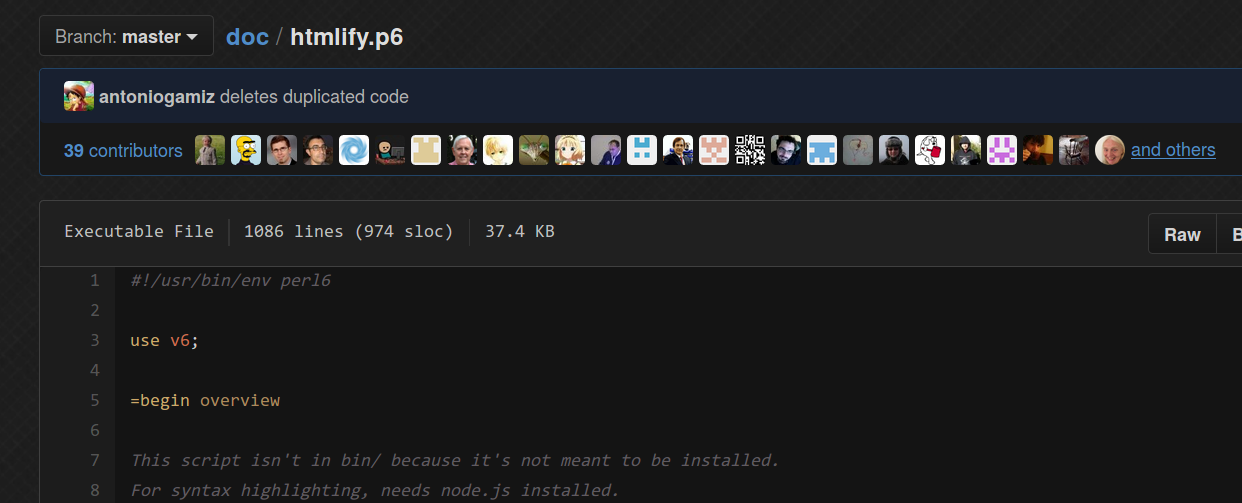 Branch: master
doc / htmlify.p6
antoniogamiz deletes duplicated code
39 contributors and others
Executable File 1086 lines (974 sloc) 37.4 KB Raw B
1 #!/usr/bin/env perl6
2
3 use v6;
4
5 =begin overview
6
7 This script isn't in bin/ because it's not meant to be installed.
8 For syntax highlighting, needs node.js installed.